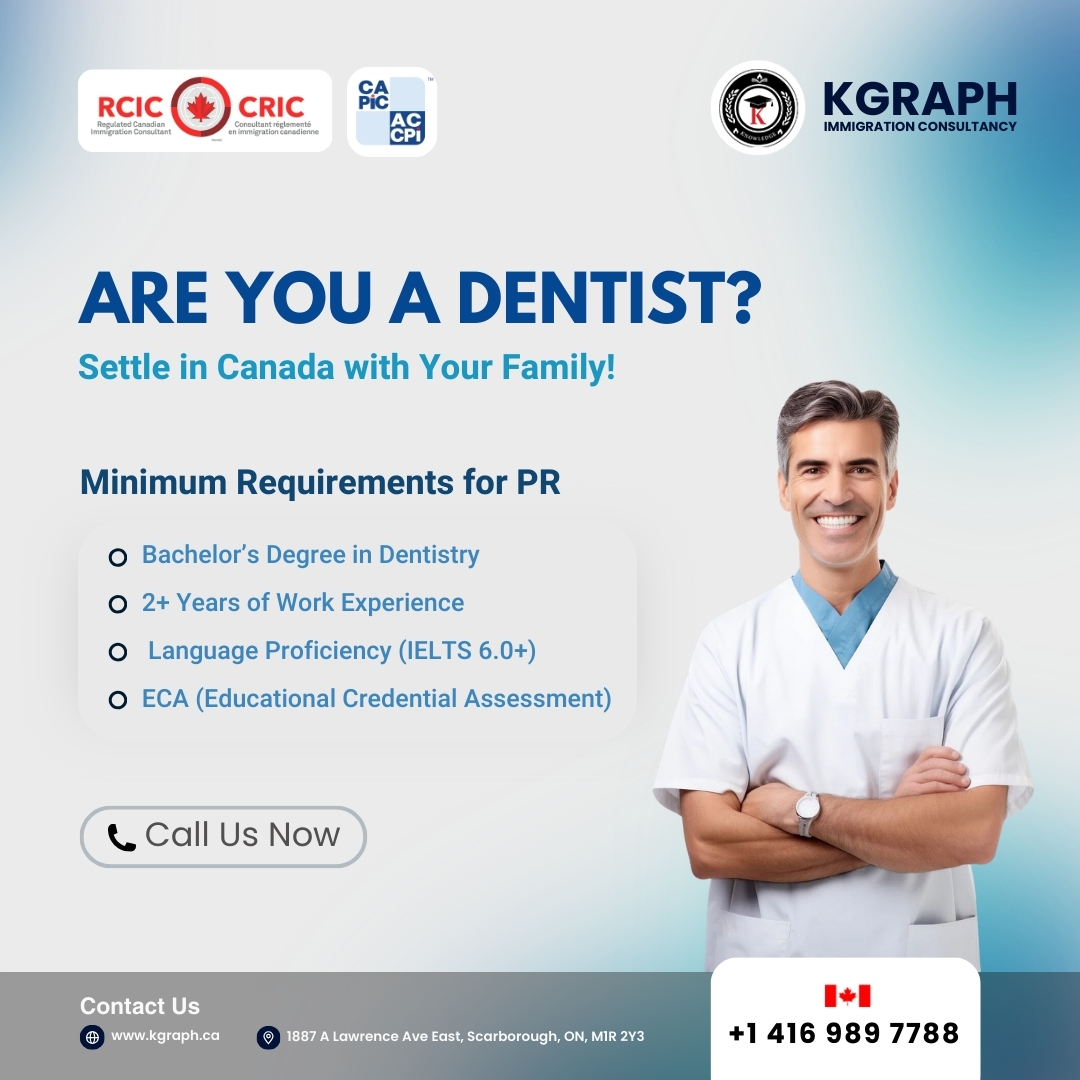 RCIC CRIC
Regulated Canadian Immigration Consultant
Consultant réglementé en immigration canadienne
CA
PiC
AC
CPi
™
K
KNOWLEDGE
KGRAPH
IMMIGRATION CONSULTANCY
ARE YOU A DENTIST?
Settle in Canada with Your Family!
Minimum Requirements for PR
Bachelor’s Degree in Dentistry
2+ Years of Work Experience
Language Proficiency (IELTS 6.0+)
ECA (Educational Credential Assessment)
Call Us Now
Contact Us
www.kgraph.ca
1887 A Lawrence Ave East, Scarborough, ON, M1R 2Y3
+1 416 989 7788